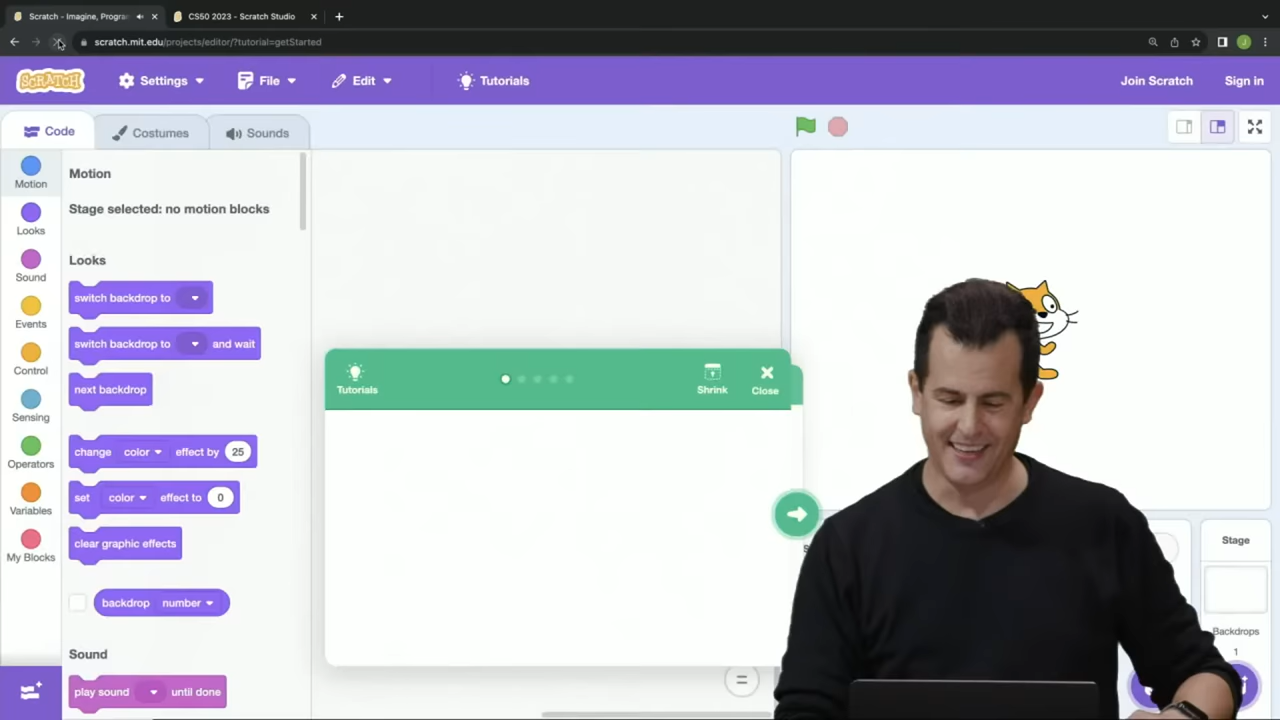 Scratch - Imagine, Progra
CS50 2023 - Scratch Studio
scratch.mit.edu/projects/editor/?tutorial=getStarted
SCRATCH
Settings
File
Edit
Tutorials
Join Scratch
Sign in
Code
Costumes
Sounds
Motion
Looks
Sound
Events
Control
Sensing
Operators
Variables
My Blocks
Motion
Stage selected: no motion blocks
Looks
switch backdrop to
switch backdrop to and wait
next backdrop
change color effect by 25
set color effect to 0
clear graphic effects
backdrop number
Sound
play sound until done
Tutorials
Shrink
Close
Stage
Backdrops
1